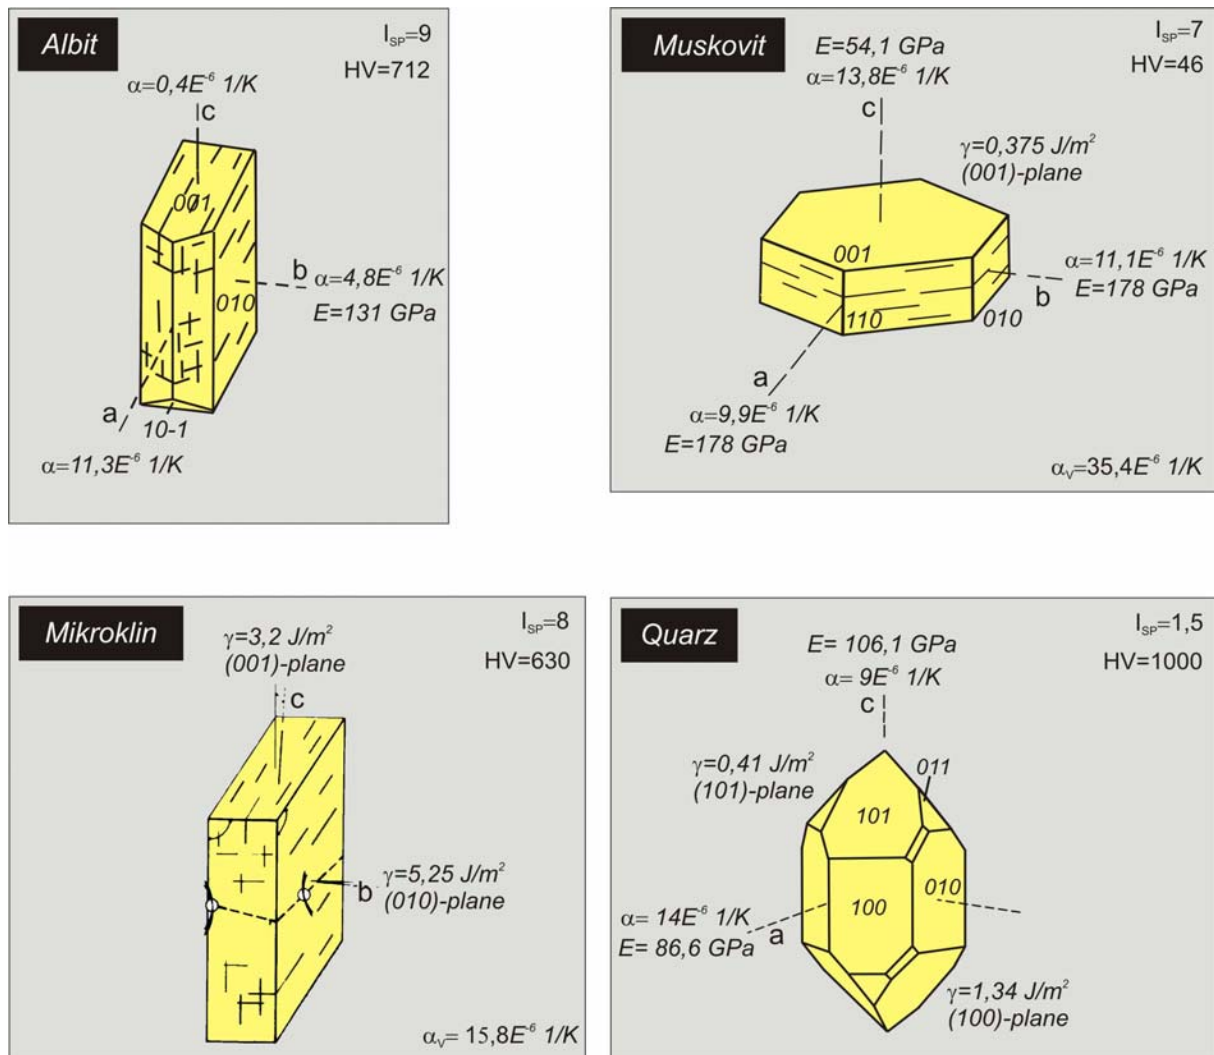 Albit
I_SP=9
HV=712
α=0,4E⁻⁶ 1/K
c
001
b
α=4,8E⁻⁶ 1/K
E=131 GPa
010
a
10-1
α=11,3E⁻⁶ 1/K
Muskovit
E=54,1 GPa
α=13,8E⁻⁶ 1/K
c
I_SP=7
HV=46
γ=0,375 J/m²
(001)-plane
001
α=11,1E⁻⁶ 1/K
E=178 GPa
b
110
010
a
α=9,9E⁻⁶ 1/K
E=178 GPa
α_V=35,4E⁻⁶ 1/K
Mikroklin
γ=3,2 J/m²
(001)-plane
c
I_SP=8
HV=630
b
γ=5,25 J/m²
(010)-plane
α_V= 15,8E⁻⁶ 1/K
Quarz
E= 106,1 GPa
α= 9E⁻⁶ 1/K
c
I_SP=1,5
HV=1000
γ=0,41 J/m²
(101)-plane
011
101
010
100
α= 14E⁻⁶ 1/K
a
E= 86,6 GPa
γ=1,34 J/m²
(100)-plane